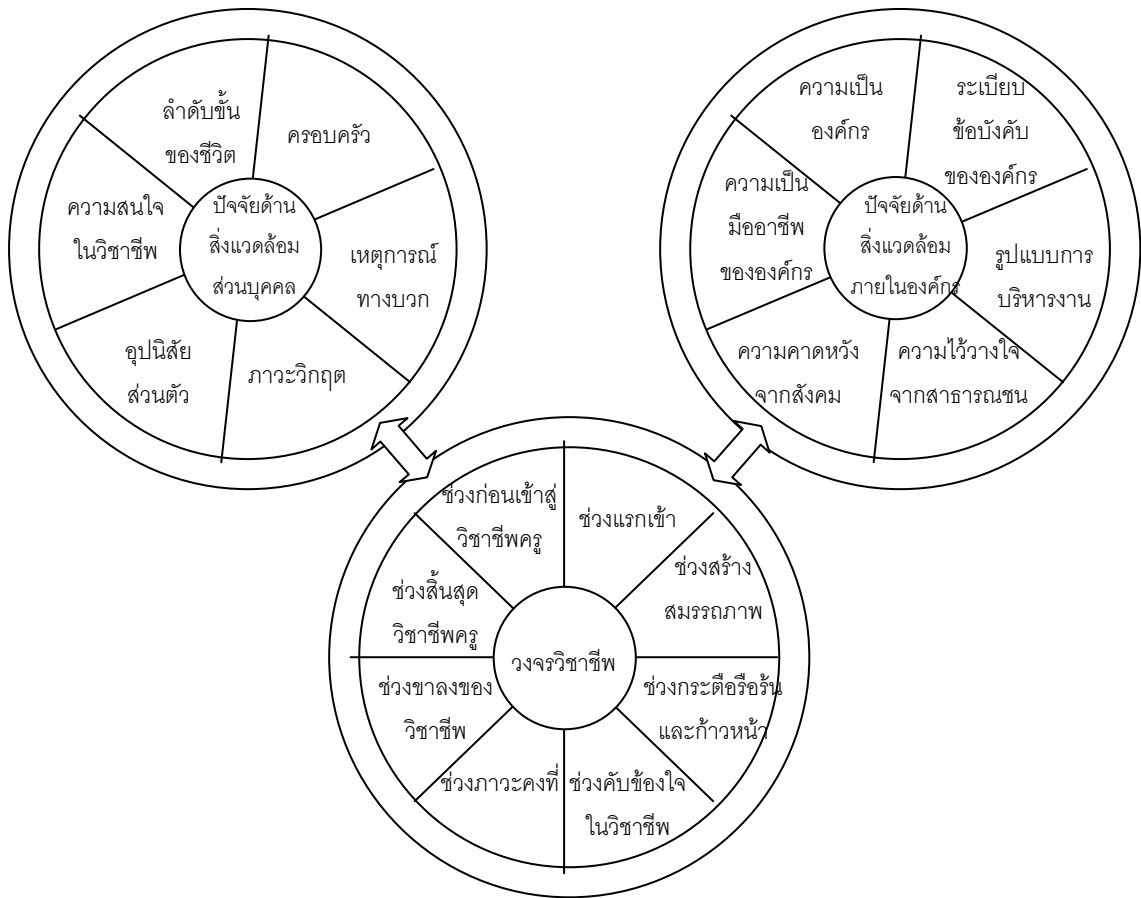 ลำดับขั้น
ของชีวิต
ครอบครัว
เหตุการณ์
ทางบวก
ภาวะวิกฤต
อุปนิสัย
ส่วนตัว
ความสนใจ
ในวิชาชีพ
ปัจจัยด้าน
สิ่งแวดล้อม
ส่วนบุคคล
ความเป็น
องค์กร
ระเบียบ
ข้อบังคับ
ขององค์กร
รูปแบบการ
บริหารงาน
ความไว้วางใจ
จากสาธารณชน
ความคาดหวัง
จากสังคม
ความเป็น
มืออาชีพ
ขององค์กร
ปัจจัยด้าน
สิ่งแวดล้อม
ภายในองค์กร
ช่วงก่อนเข้าสู่
วิชาชีพครู
ช่วงแรกเข้า
ช่วงสร้าง
สมรรถภาพ
ช่วงกระตือรือร้น
และก้าวหน้า
ช่วงคับข้องใจ
ในวิชาชีพ
ช่วงภาวะคงที่
ช่วงขาลงของ
วิชาชีพ
ช่วงสิ้นสุด
วิชาชีพครู
วงจรวิชาชีพ